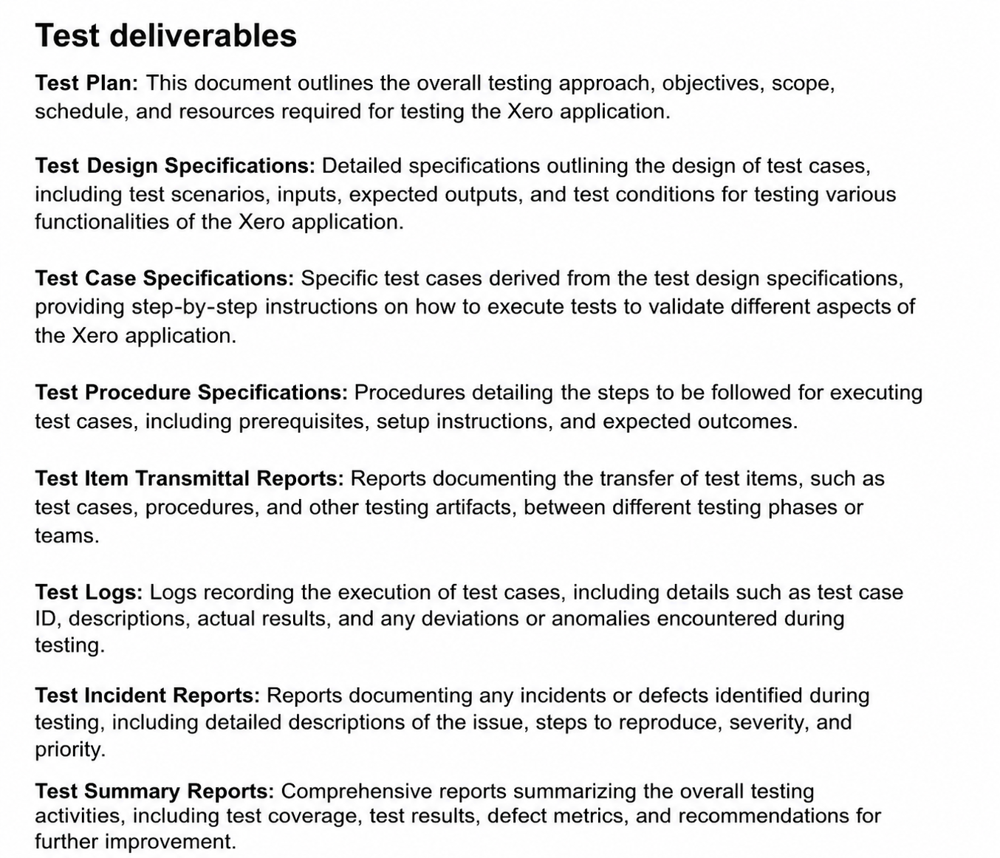 Test deliverables
Test Plan: This document outlines the overall testing approach, objectives, scope,
schedule, and resources required for testing the Xero application.
Test Design Specifications: Detailed specifications outlining the design of test cases,
including test scenarios, inputs, expected outputs, and test conditions for testing various
functionalities of the Xero application.
Test Case Specifications: Specific test cases derived from the test design specifications,
providing step-by-step instructions on how to execute tests to validate different aspects of
the Xero application.
Test Procedure Specifications: Procedures detailing the steps to be followed for executing
test cases, including prerequisites, setup instructions, and expected outcomes.
Test Item Transmittal Reports: Reports documenting the transfer of test items, such as
test cases, procedures, and other testing artifacts, between different testing phases or
teams.
Test Logs: Logs recording the execution of test cases, including details such as test case
ID, descriptions, actual results, and any deviations or anomalies encountered during
testing.
Test Incident Reports: Reports documenting any incidents or defects identified during
testing, including detailed descriptions of the issue, steps to reproduce, severity, and
priority.
Test Summary Reports: Comprehensive reports summarizing the overall testing
activities, including test coverage, test results, defect metrics, and recommendations for
further improvement.